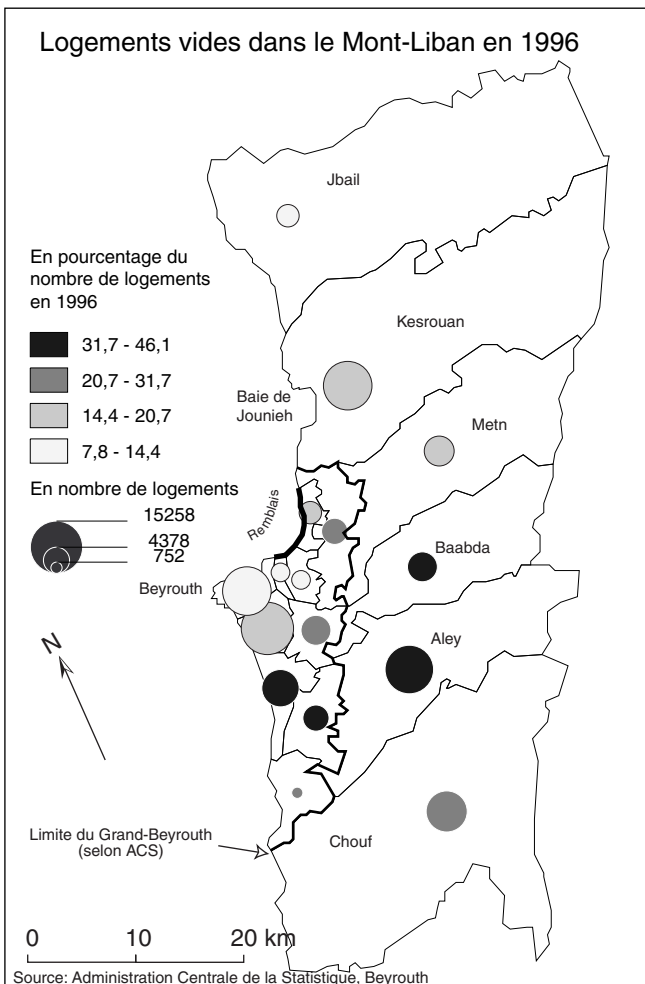 Logements vides dans le Mont-Liban en 1996
Jbail
En pourcentage du
nombre de logements
en 1996
31,7 - 46,1
20,7 - 31,7
14,4 - 20,7
7,8 - 14,4
Kesrouan
Baie de
Jounieh
Metn
En nombre de logements
15258
4378
752
Remblais
Baabda
Beyrouth
Aley
N
Limite du Grand-Beyrouth
(selon ACS)
Chouf
0 10 20 km
Source: Administration Centrale de la Statistique, Beyrouth